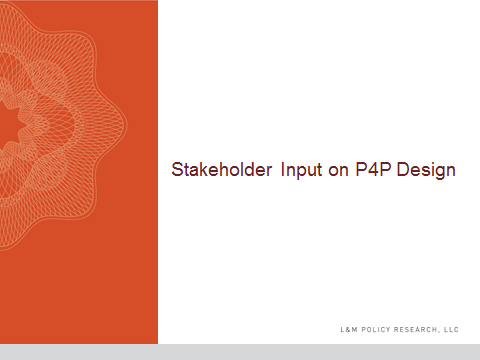 Stakeholder Input on P4P Design
L&M POLICY RESEARCH, LLC